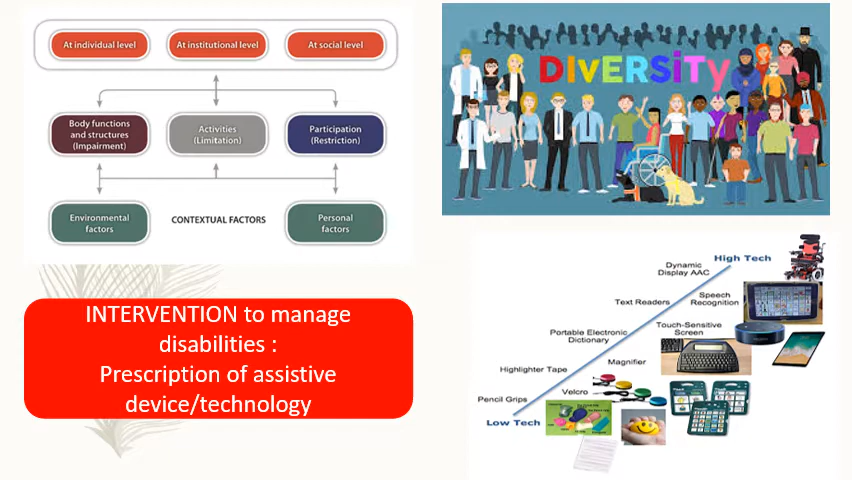 At individual level
At institutional level
At social level
Body functions
and structures
(Impairment)
Activities
(Limitation)
Participation
(Restriction)
Environmental
factors
CONTEXTUAL FACTORS
Personal
factors
DIVERSITY
INTERVENTION to manage
disabilities :
Prescription of assistive
device/technology
High Tech
Dynamic
Display AAC
Text Readers
Speech
Recognition
Portable Electronic
Dictionary
Touch-Sensitive
Screen
Highlighter Tape
Magnifier
Pencil Grips
Velcro
Low Tech